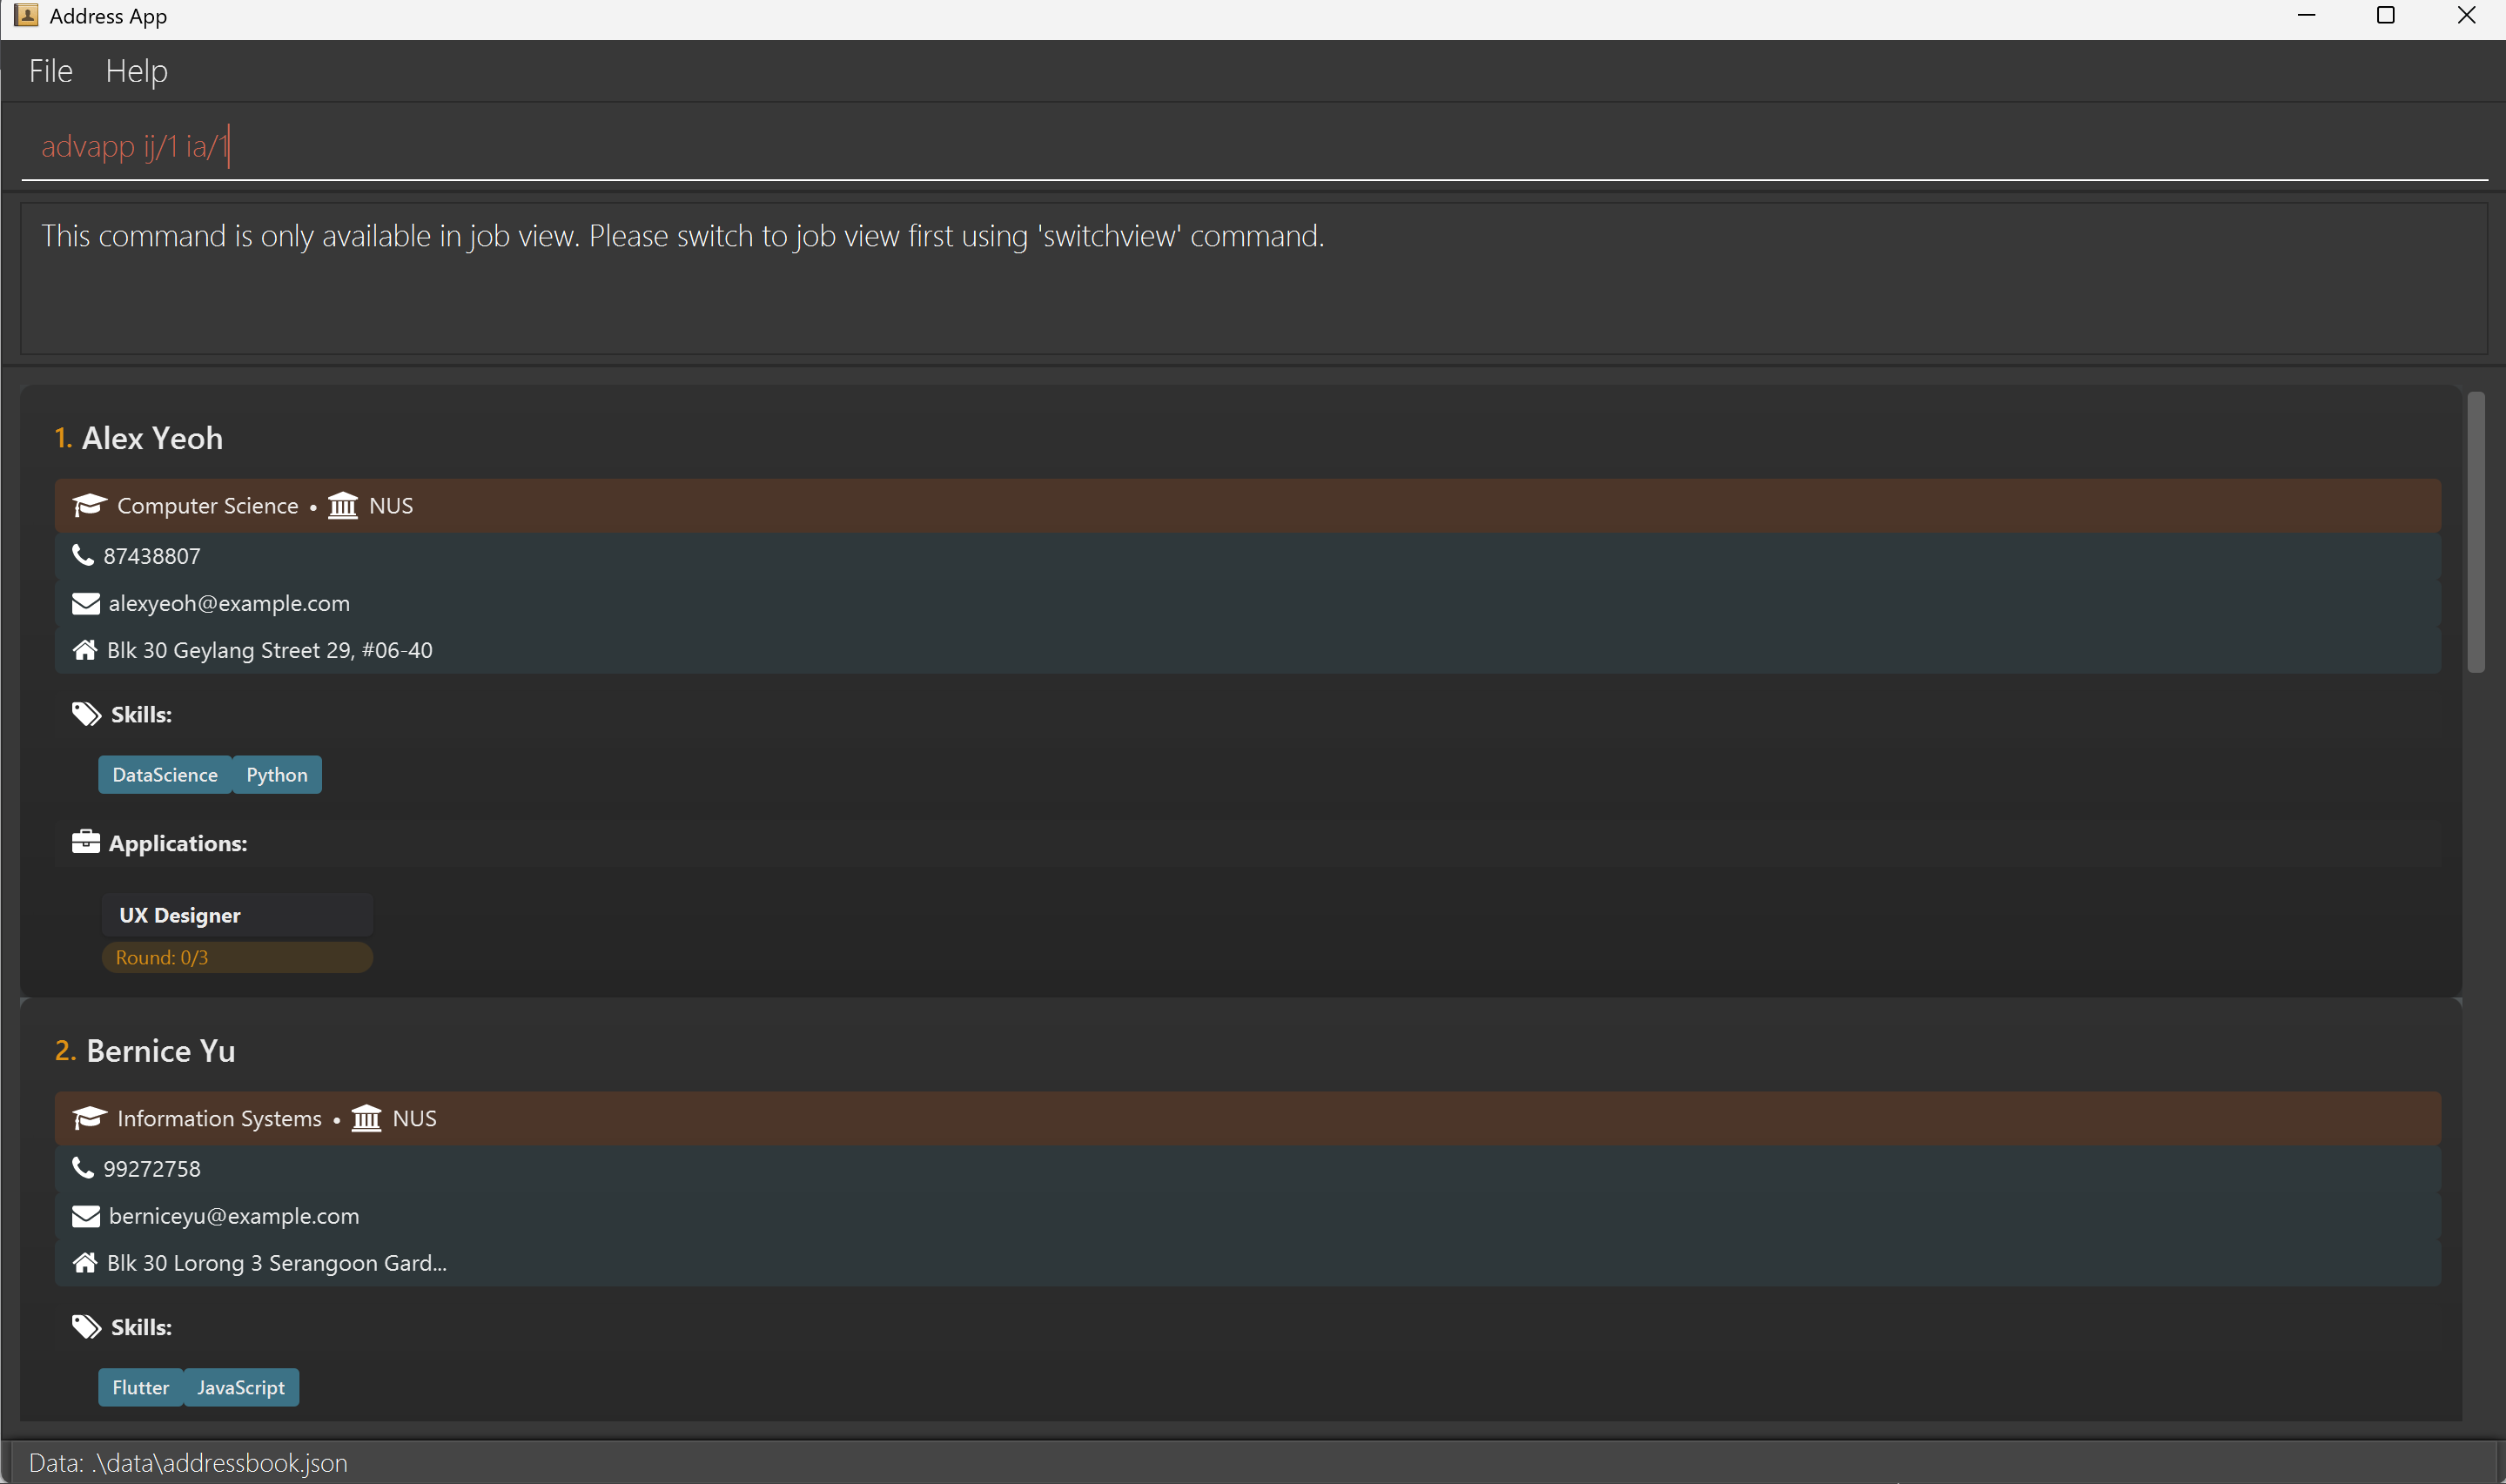 Address App
File Help
advapp ij/1 ia/1
This command is only available in job view. Please switch to job view first using 'switchview' command.
1. Alex Yeoh
Computer Science • NUS
87438807
alexyeoh@example.com
Blk 30 Geylang Street 29, #06-40
Skills:
DataScience Python
Applications:
UX Designer
Round: 0/3
2. Bernice Yu
Information Systems • NUS
99272758
berniceyu@example.com
Blk 30 Lorong 3 Serangoon Gard...
Skills:
Flutter JavaScript
Data: .\data\addressbook.json